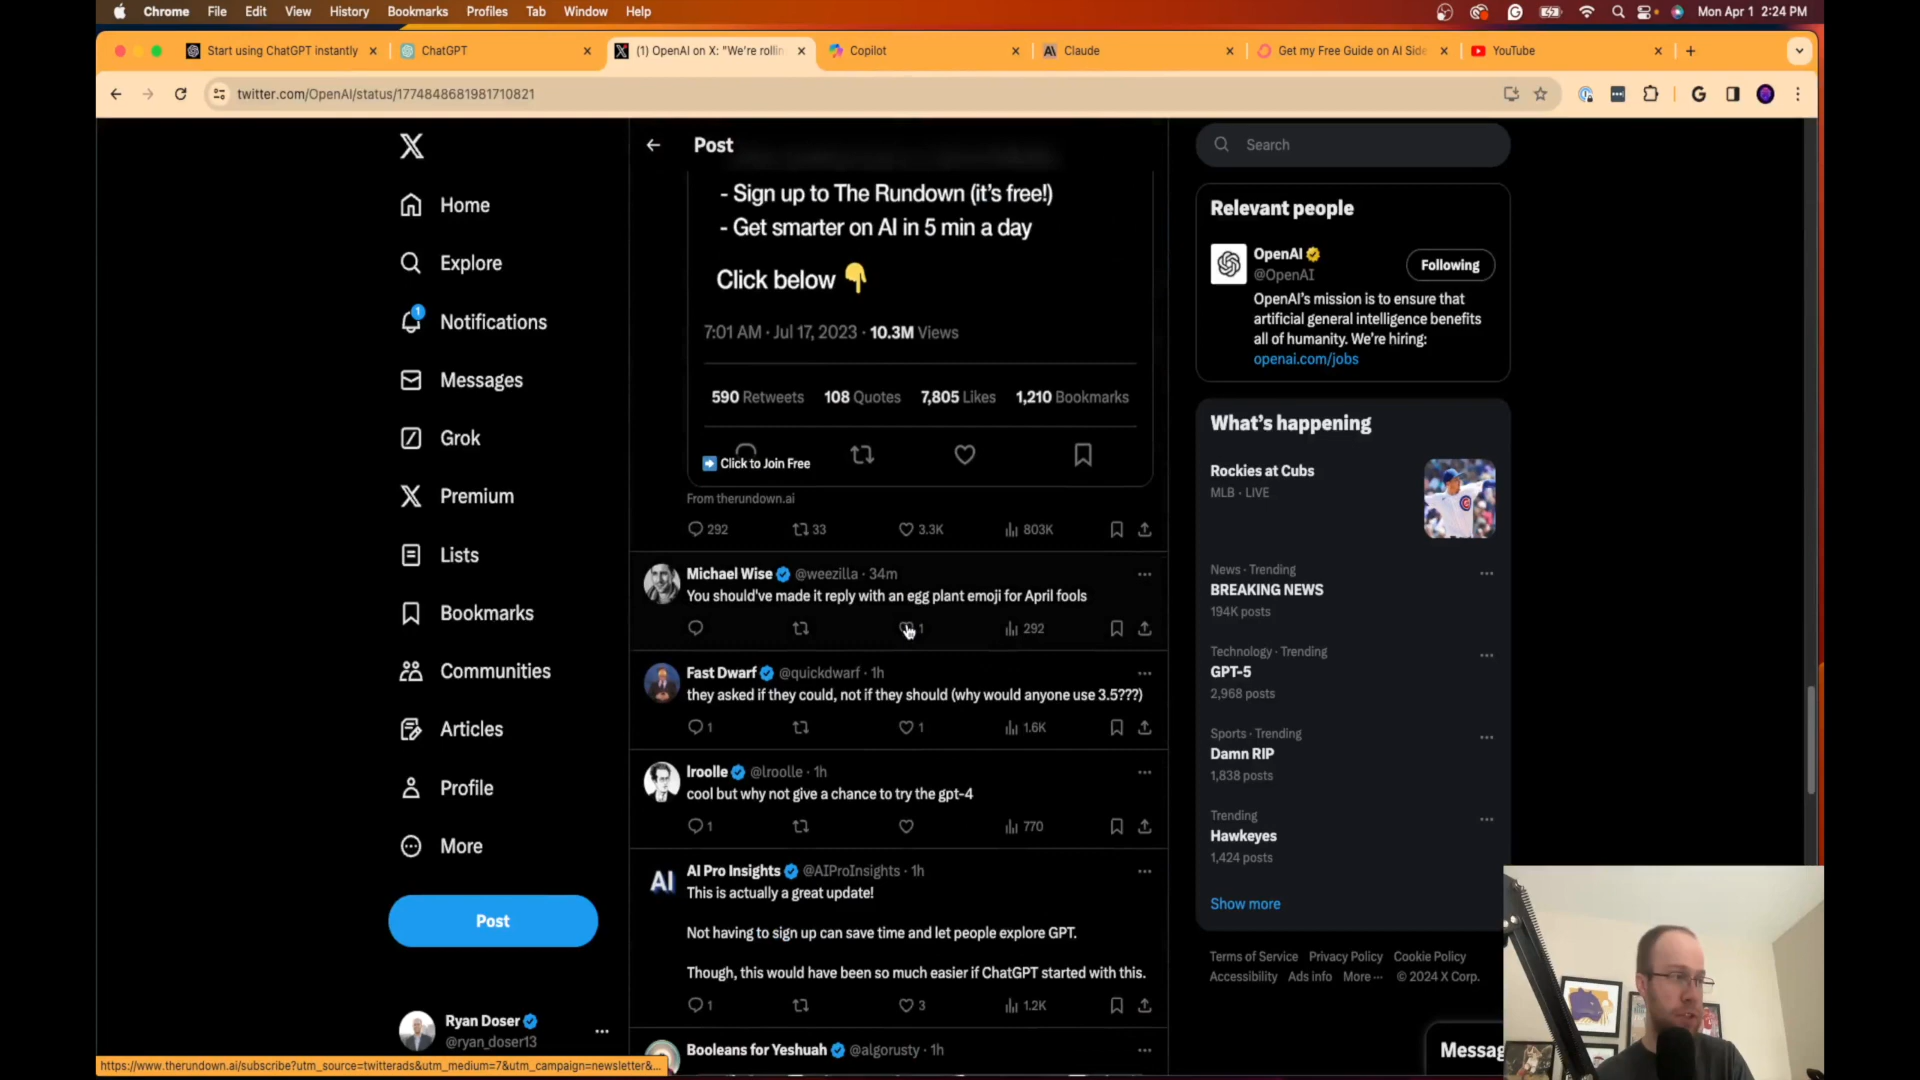 Chrome File Edit View History Bookmarks Profiles Tab Window Help
Mon Apr 1 2:24 PM
Start using ChatGPT instantly
ChatGPT
(1) OpenAI on X: "We're rollin
Copilot
Claude
Get my Free Guide on AI Side
YouTube
twitter.com/OpenAI/status/1774848681981710821
Home
Explore
1
Notifications
Messages
Grok
Premium
Lists
Bookmarks
Communities
Articles
Profile
More
Post
Ryan Doser
@ryan_doser13
https://www.therundown.ai/subscribe?utm_source=twitterads&utm_medium=7&utm_campaign=newsletter&...
Post
- Sign up to The Rundown (it's free!)
- Get smarter on AI in 5 min a day
Click below 👇
7:01 AM · Jul 17, 2023 · 10.3M Views
590 Retweets 108 Quotes 7,805 Likes 1,210 Bookmarks
➡️ Click to Join Free
From therundown.ai
292 33 3.3K 803K
Michael Wise @weezilla · 34m
You should've made it reply with an egg plant emoji for April fools
1 292
Fast Dwarf @quickdwarf · 1h
they asked if they could, not if they should (why would anyone use 3.5???)
1 1 1.6K
lroolle @lroolle · 1h
cool but why not give a chance to try the gpt-4
1 770
AI
AI Pro Insights @AIProInsights · 1h
This is actually a great update!
Not having to sign up can save time and let people explore GPT.
Though, this would have been so much easier if ChatGPT started with this.
1 3 1.2K
Booleans for Yeshuah @algorusty · 1h
Search
Relevant people
OpenAI
@OpenAI
Following
OpenAI's mission is to ensure that
artificial general intelligence benefits
all of humanity. We're hiring:
openai.com/jobs
What's happening
Rockies at Cubs
MLB · LIVE
News · Trending
BREAKING NEWS
194K posts
Technology · Trending
GPT-5
2,968 posts
Sports · Trending
Damn RIP
1,838 posts
Trending
Hawkeyes
1,424 posts
Show more
Terms of Service Privacy Policy Cookie Policy
Accessibility Ads info More ··· © 2024 X Corp.
Messag